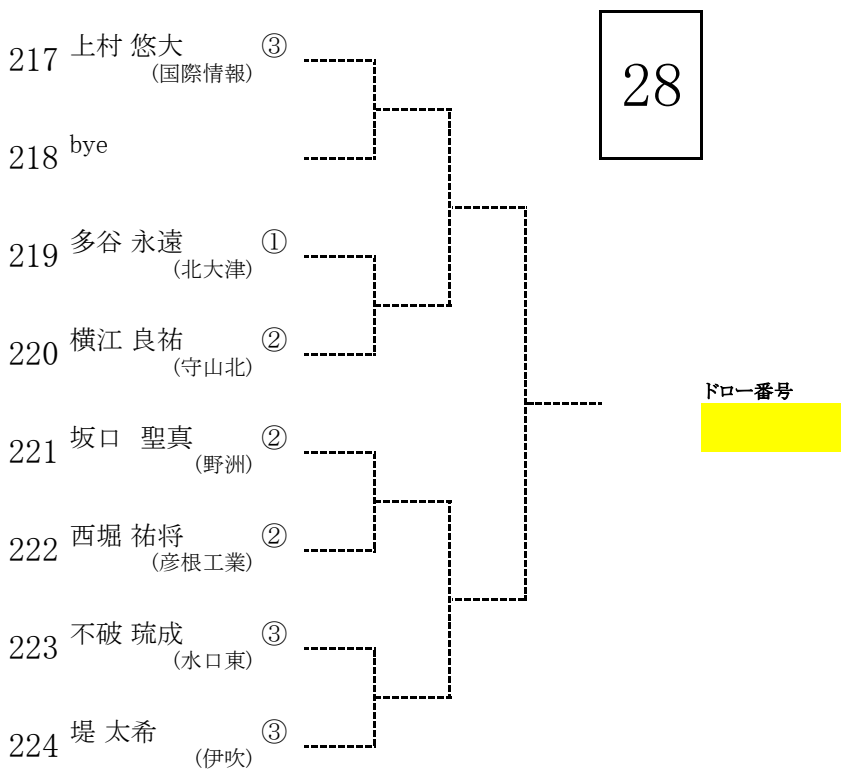 28
217 上村 悠大 ③
(国際情報)
218 bye
219 多谷 永遠 ①
(北大津)
220 横江 良祐 ②
(守山北)
ドロー番号
221 坂口　聖真 ②
(野洲)
222 西堀 祐将 ②
(彦根工業)
223 不破 琉成 ③
(水口東)
224 堤 太希 ③
(伊吹)